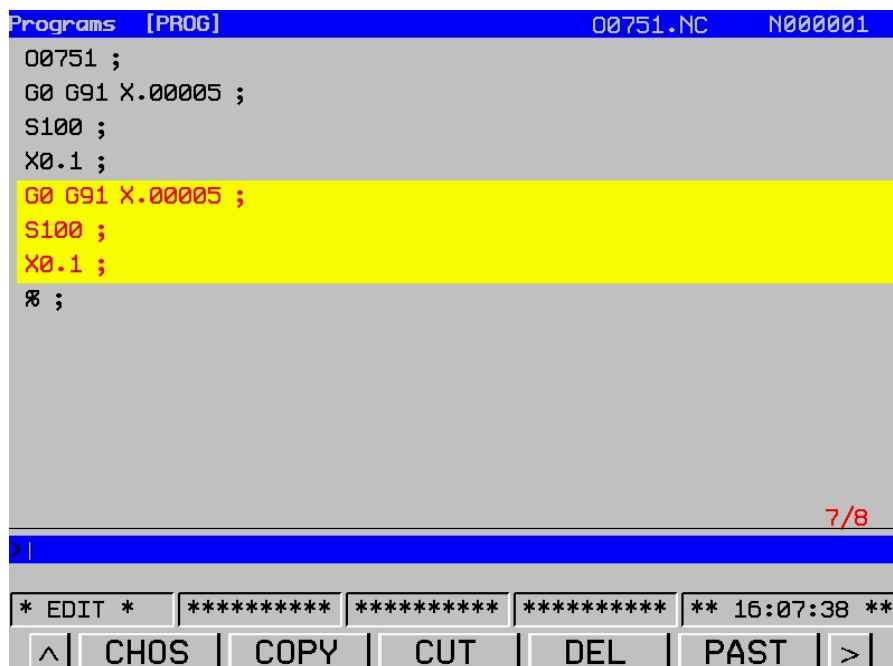 Programs [PROG] O0751.NC N000001
O0751 ;
G0 G91 X.00005 ;
S100 ;
X0.1 ;
G0 G91 X.00005 ;
S100 ;
X0.1 ;
% ;
7/8
>|
* EDIT * ********** ********** ********** ** 16:07:38 **
^ CHOS COPY CUT DEL PAST >